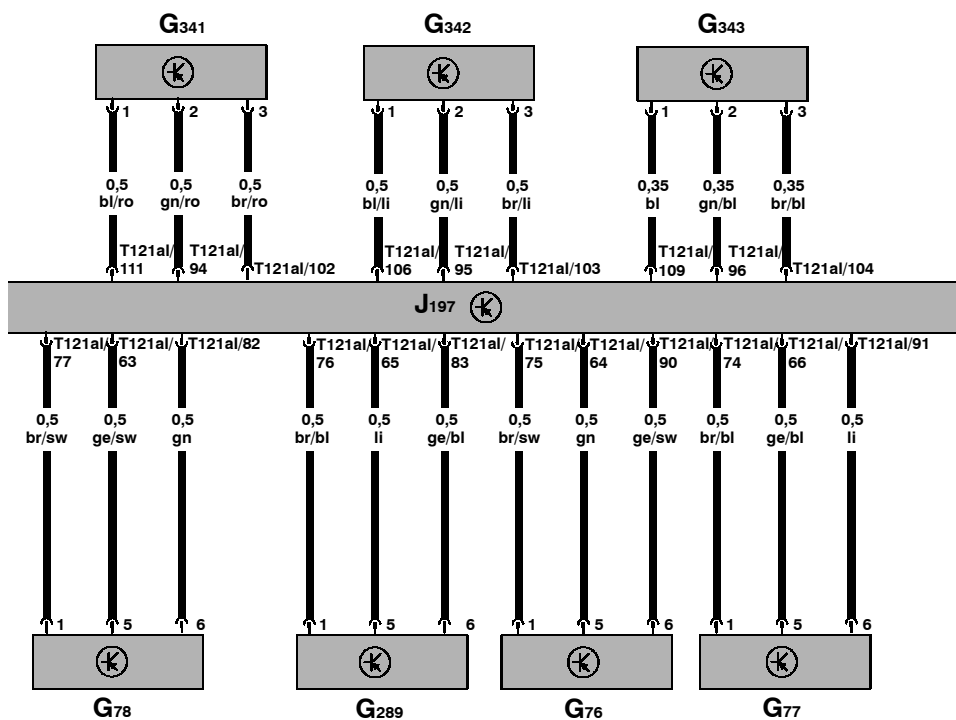 G341 G342 G343
1 2 3 1 2 3 1 2 3
0,5 0,5 0,5 0,5 0,5 0,5 0,35 0,35 0,35
bl/ro gn/ro br/ro bl/li gn/li br/li bl gn/bl br/bl
T121al/ T121al/ T121al/ T121al/ T121al/ T121al/
111 94 T121al/102 106 95 T121al/103 109 96 T121al/104
J197
T121al/ T121al/ T121al/82 T121al/ T121al/ T121al/ T121al/ T121al/ T121al/ T121al/ T121al/ T121al/91
77 63 76 65 83 75 64 90 74 66
0,5 0,5 0,5 0,5 0,5 0,5 0,5 0,5 0,5 0,5 0,5 0,5
br/sw ge/sw gn br/bl li ge/bl br/sw gn ge/sw br/bl ge/bl li
1 5 6 1 5 6 1 5 6 1 5 6
G78 G289 G76 G77